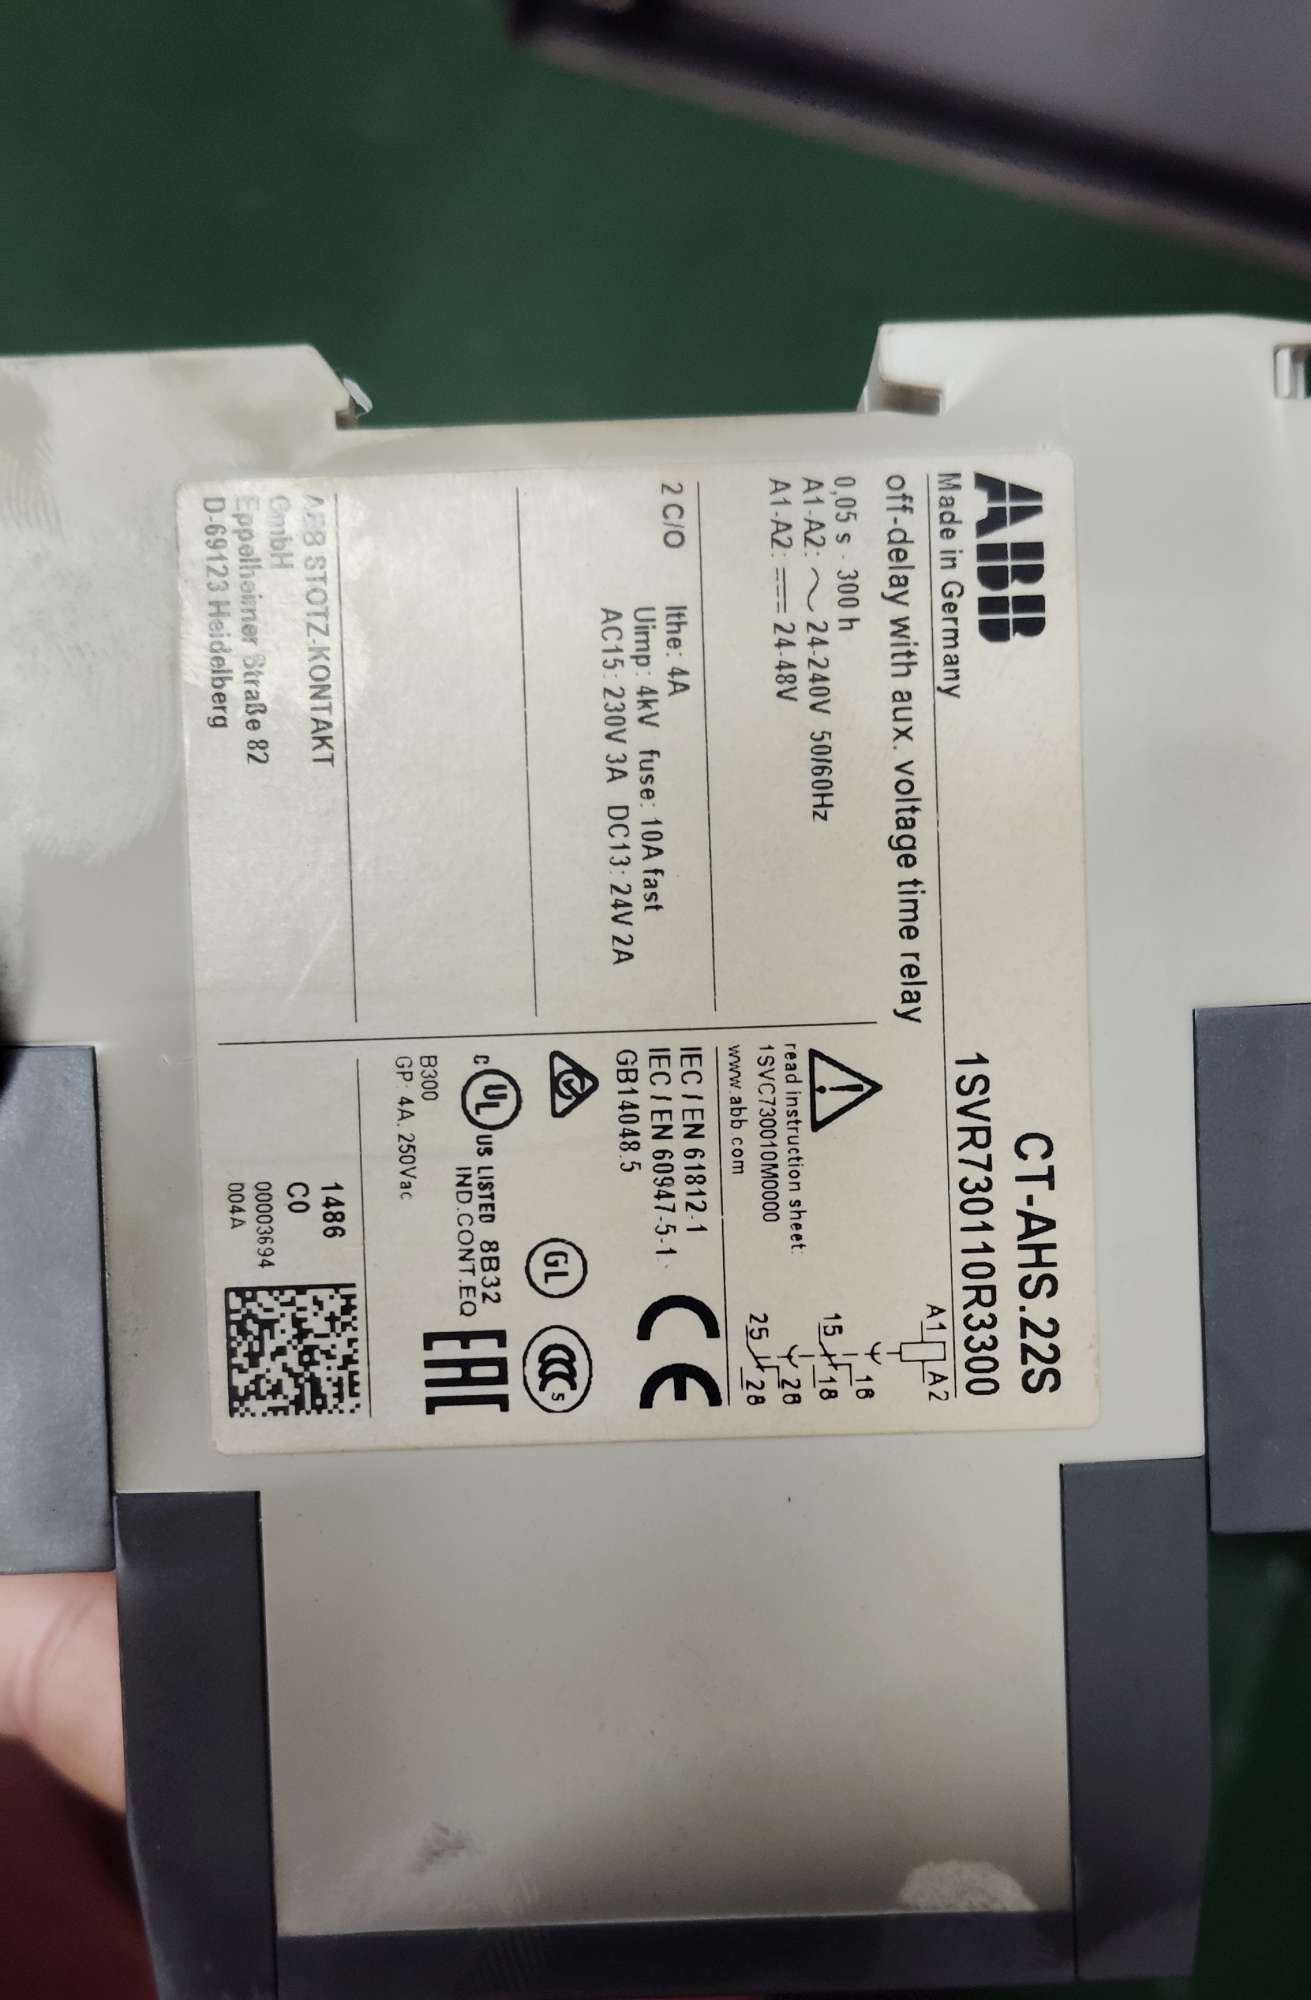 ABB
CT-AHS.22S
Made in Germany
1SVR730110R3300
off-delay with aux. voltage time relay
0,05 s - 300 h
A1-A2: ~ 24-240V 50/60Hz
A1-A2: ⎓ 24-48V
2 C/O
Ithe: 4A
Uimp: 4kV fuse: 10A fast
AC15: 230V 3A DC13: 24V 2A
ABB STOTZ-KONTAKT
GmbH
Eppelheimer Straße 82
D-69123 Heidelberg
read instruction sheet:
1SVC730010M0000
www.abb.com
A1 A2
16
15 18
26
25 28
IEC / EN 61812-1
IEC / EN 60947-5-1
GB14048.5
CE
GL
CCC S
C UL US LISTED 8B32
IND.CONT.EQ
B300
GP: 4A, 250Vac
EAC
1486
C0
00003694
004A